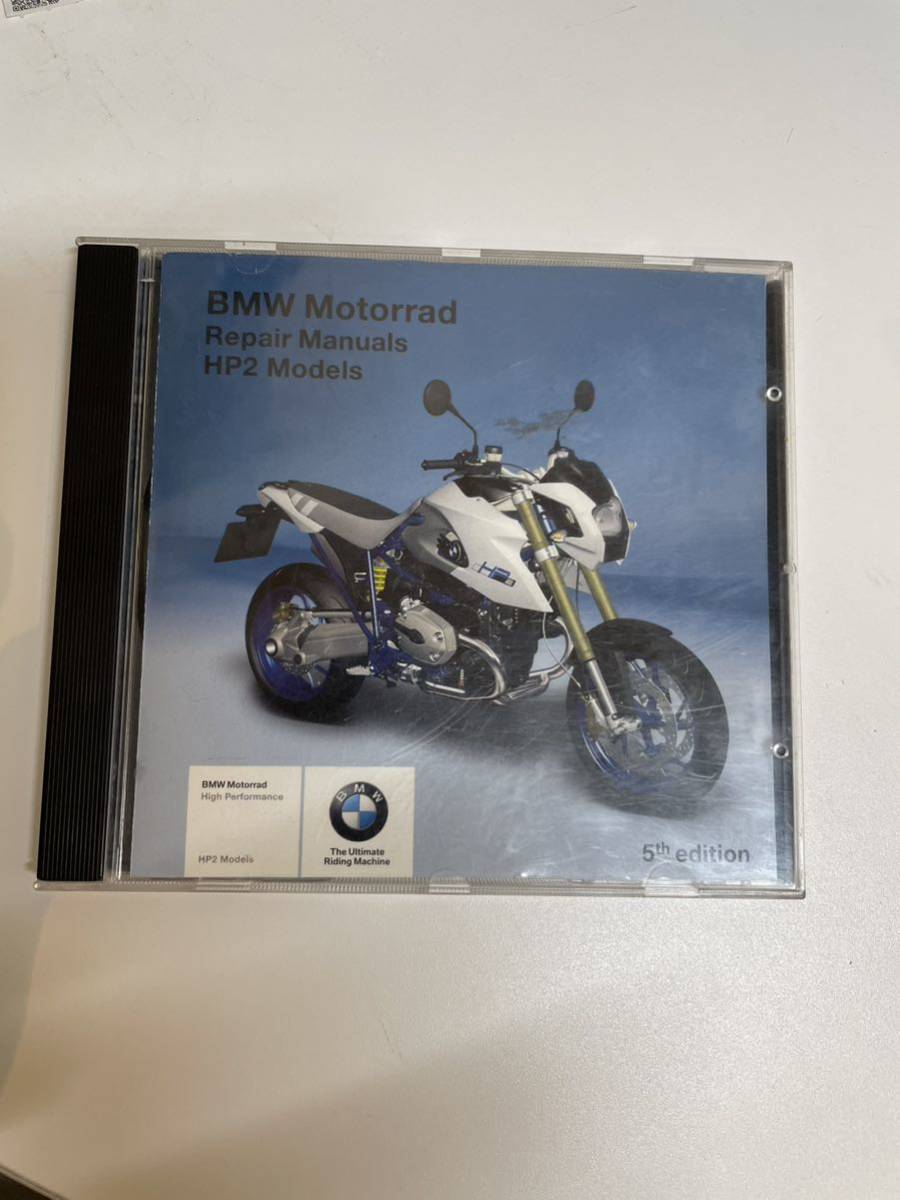 BMW Motorrad
Repair Manuals
HP2 Models
HP2
BMW Motorrad
High Performance
HP2 Models
BMW
The Ultimate
Riding Machine
5th edition